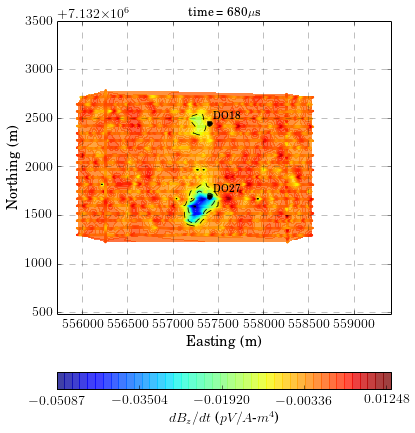 +7.132×10⁶
time = 680μs
3500
3000
2500
2000
1500
1000
500
Northing (m)
DO18
DO27
556000 556500 557000 557500 558000 558500 559000
Easting (m)
−0.05087 −0.03504 −0.01920 −0.00336 0.01248
dB_z/dt (pV/A-m⁴)